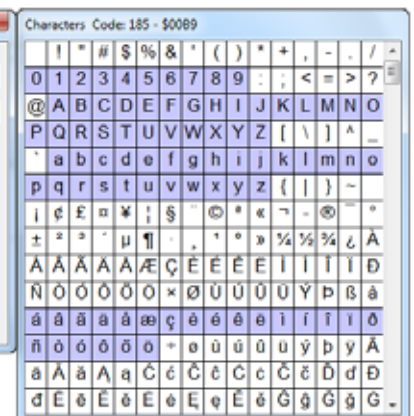 Characters Code: 185 - $00B9
! " # $ % & ' ( ) * + , - . /
0 1 2 3 4 5 6 7 8 9 : ; < = > ?
@ A B C D E F G H I J K L M N O
P Q R S T U V W X Y Z [ \ ] ^ _
` a b c d e f g h i j k l m n o
p q r s t u v w x y z { | } ~
¡ ¢ £ ¤ ¥ ¦ § ¨ © ª « ¬ - ® ¯ °
± ² ³ ´ µ ¶ · ¸ ¹ º » ¼ ½ ¾ ¿ À
Á Â Ã Ä Å Æ Ç È É Ê Ë Ì Í Î Ï Ð
Ñ Ò Ó Ô Õ Ö × Ø Ù Ú Û Ü Ý Þ ß à
á â ã ä å æ ç è é ê ë ì í î ï ð
ñ ò ó ô õ ö ÷ ø ù ú û ü ý þ ÿ Ā
ā Ă ă Ą ą Ć ć Ĉ ĉ Ċ ċ Č č Ď ď Đ
đ Ē ē Ĕ ĕ Ė ė Ę ę Ě ě Ĝ ĝ Ğ ğ Ġ